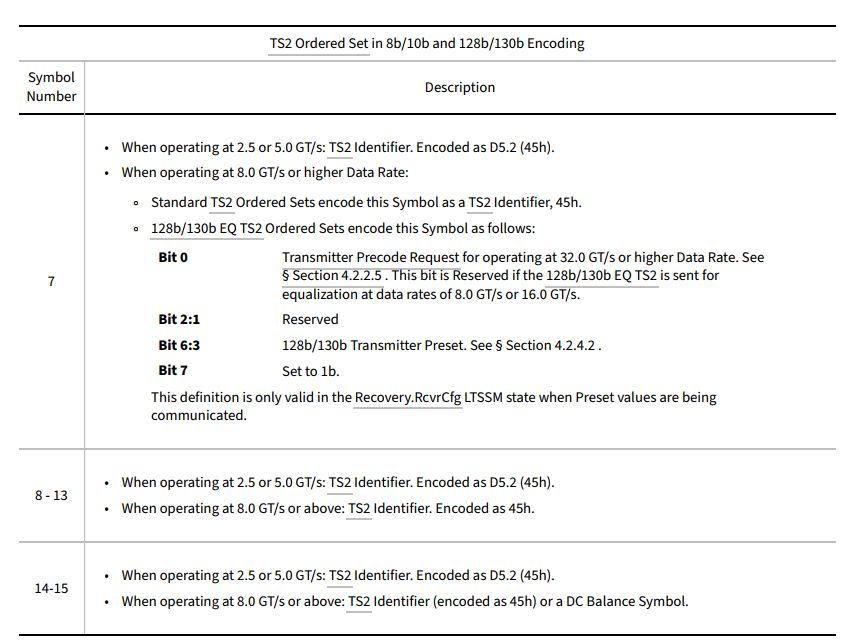 TS2 Ordered Set in 8b/10b and 128b/130b Encoding
Symbol
Number
Description
7
• When operating at 2.5 or 5.0 GT/s: TS2 Identifier. Encoded as D5.2 (45h).
• When operating at 8.0 GT/s or higher Data Rate:
◦ Standard TS2 Ordered Sets encode this Symbol as a TS2 Identifier, 45h.
◦ 128b/130b EQ TS2 Ordered Sets encode this Symbol as follows:
Bit 0 Transmitter Precode Request for operating at 32.0 GT/s or higher Data Rate. See
§ Section 4.2.2.5 . This bit is Reserved if the 128b/130b EQ TS2 is sent for
equalization at data rates of 8.0 GT/s or 16.0 GT/s.
Bit 2:1 Reserved
Bit 6:3 128b/130b Transmitter Preset. See § Section 4.2.4.2 .
Bit 7 Set to 1b.
This definition is only valid in the Recovery.RcvrCfg LTSSM state when Preset values are being
communicated.
8 - 13
• When operating at 2.5 or 5.0 GT/s: TS2 Identifier. Encoded as D5.2 (45h).
• When operating at 8.0 GT/s or above: TS2 Identifier. Encoded as 45h.
14-15
• When operating at 2.5 or 5.0 GT/s: TS2 Identifier. Encoded as D5.2 (45h).
• When operating at 8.0 GT/s or above: TS2 Identifier (encoded as 45h) or a DC Balance Symbol.